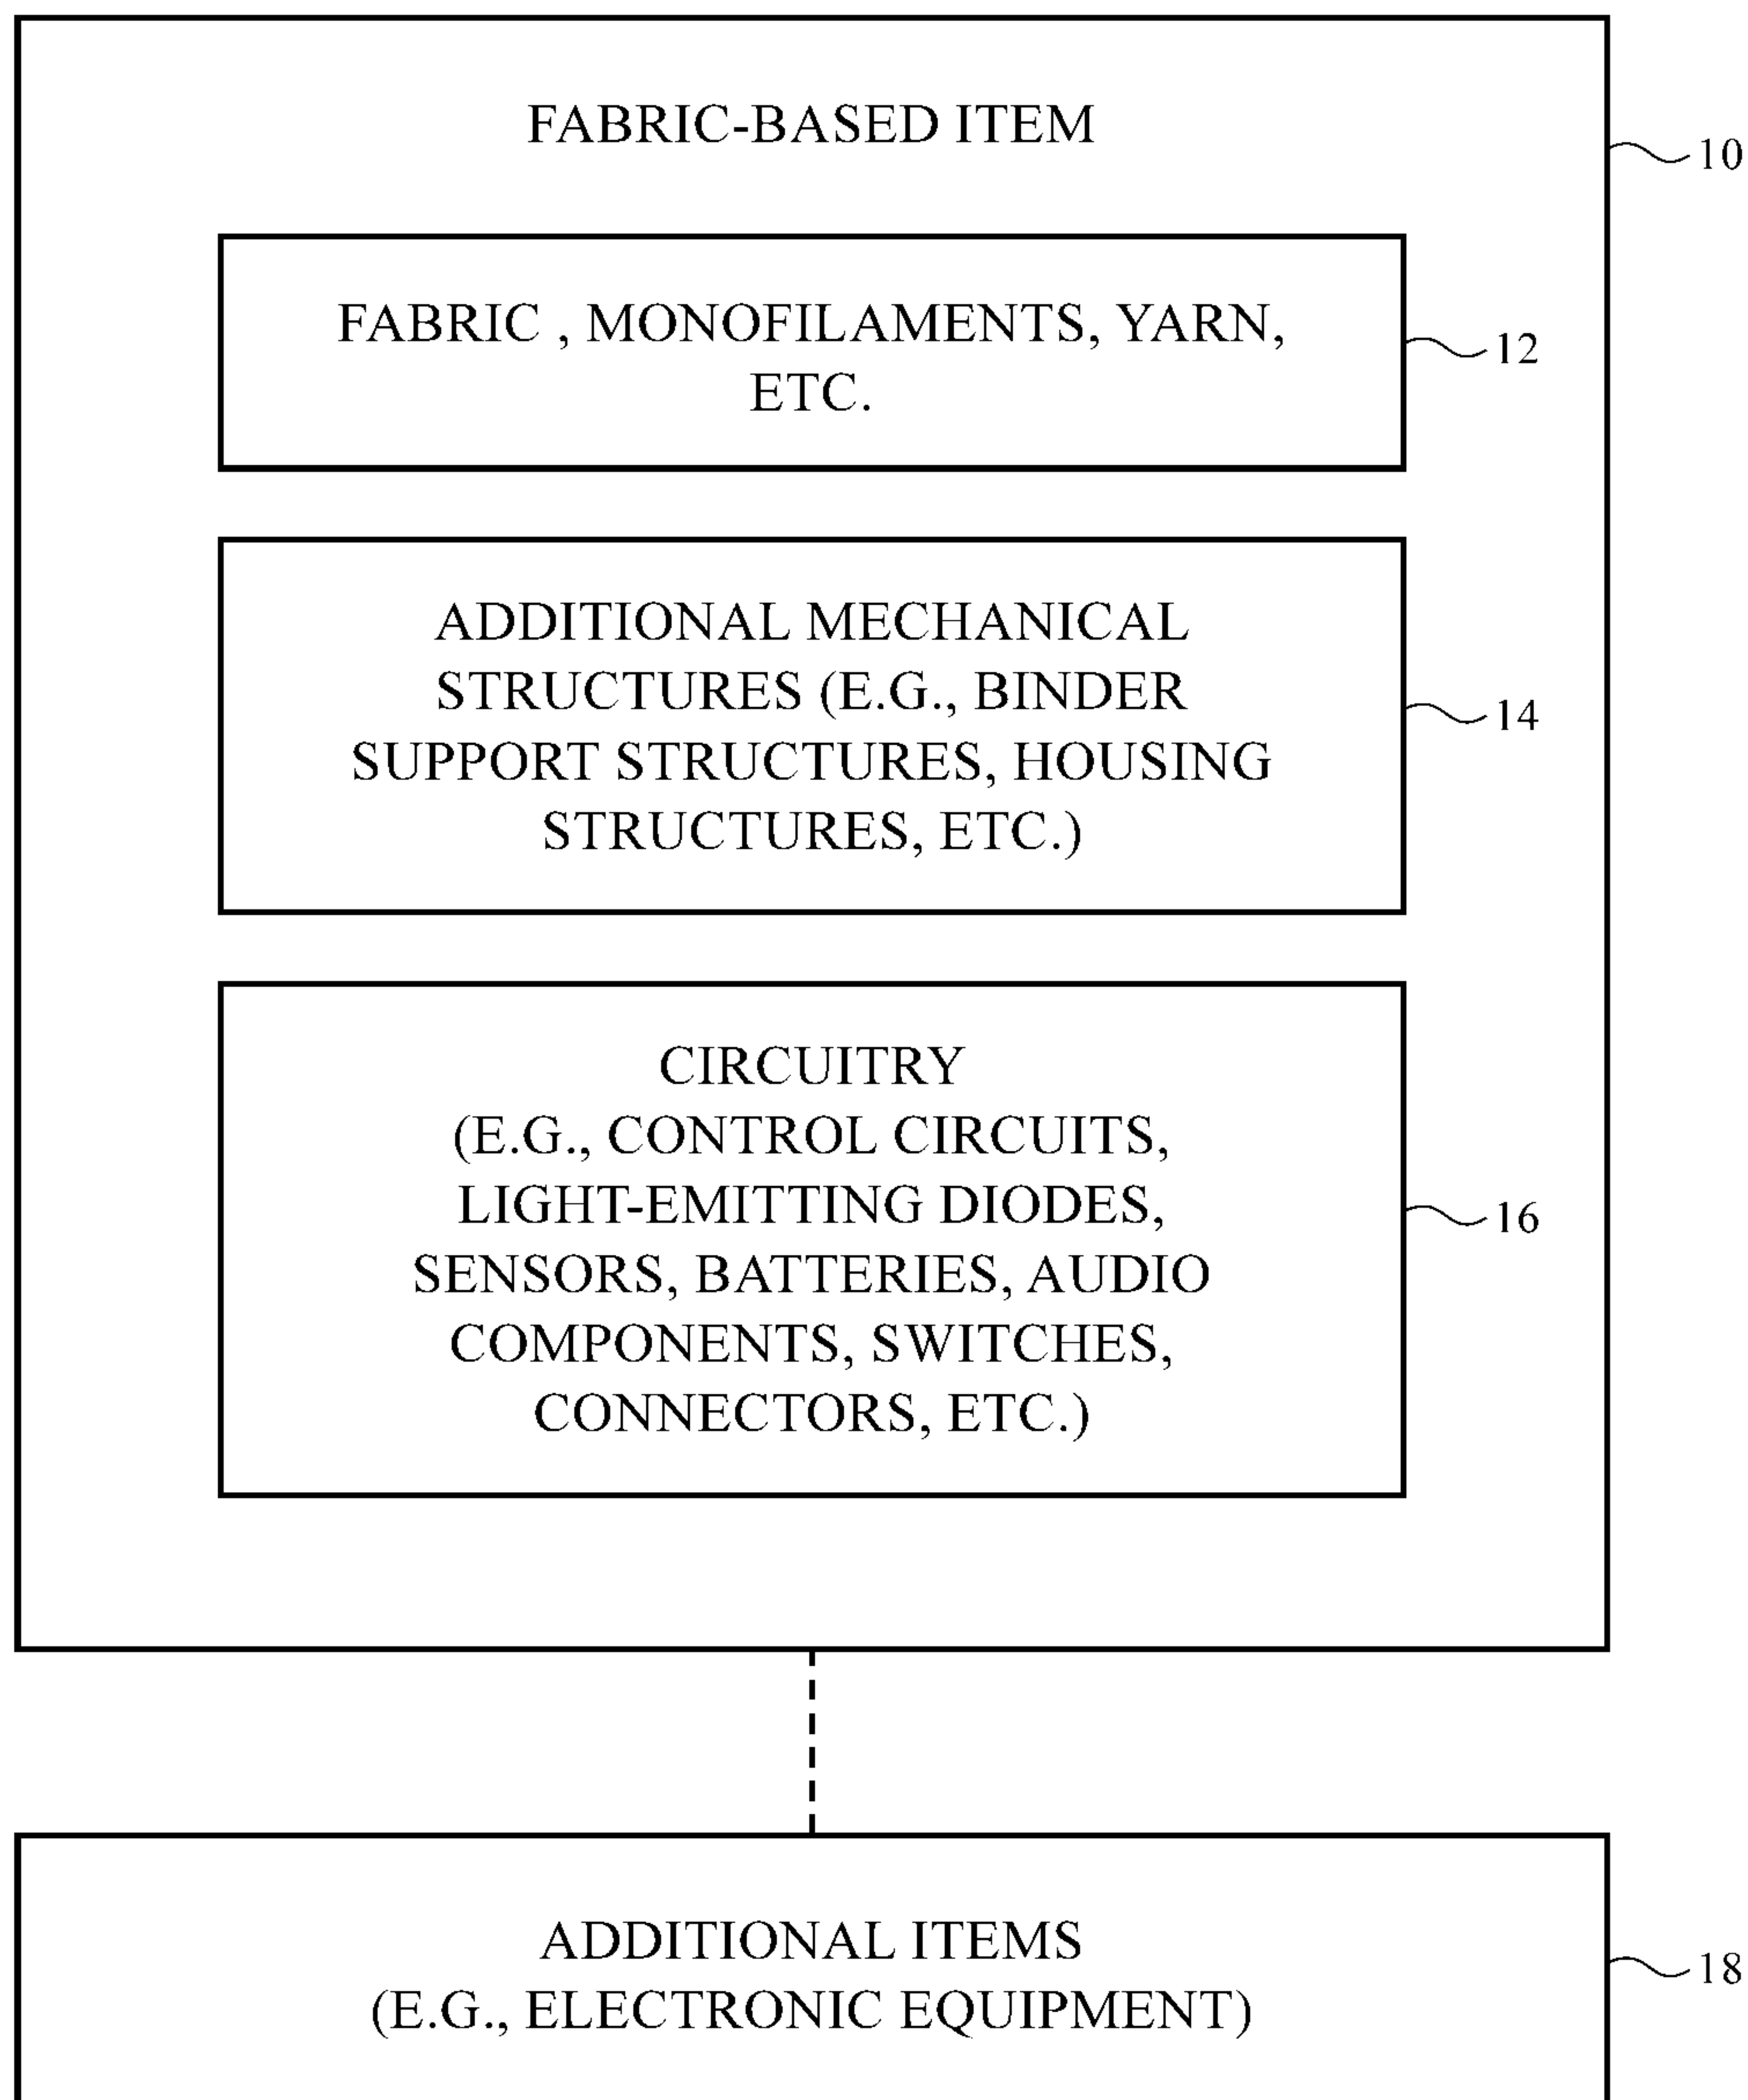 FABRIC-BASED ITEM
10
FABRIC , MONOFILAMENTS, YARN,
ETC.
12
ADDITIONAL MECHANICAL
STRUCTURES (E.G., BINDER
SUPPORT STRUCTURES, HOUSING
STRUCTURES, ETC.)
14
CIRCUITRY
(E.G., CONTROL CIRCUITS,
LIGHT-EMITTING DIODES,
SENSORS, BATTERIES, AUDIO
COMPONENTS, SWITCHES,
CONNECTORS, ETC.)
16
ADDITIONAL ITEMS
(E.G., ELECTRONIC EQUIPMENT)
18